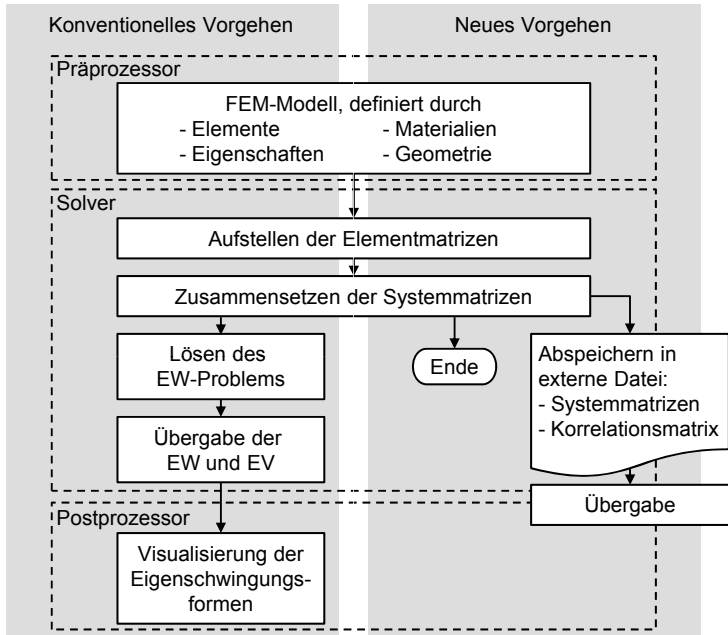 Konventionelles Vorgehen
Neues Vorgehen
Präprozessor
FEM-Modell, definiert durch
- Elemente - Materialien
- Eigenschaften - Geometrie
Solver
Aufstellen der Elementmatrizen
Zusammensetzen der Systemmatrizen
Lösen des
EW-Problems
Ende
Abspeichern in
externe Datei:
- Systemmatrizen
- Korrelationsmatrix
Übergabe der
EW und EV
Übergabe
Postprozessor
Visualisierung der
Eigenschwingungs-
formen